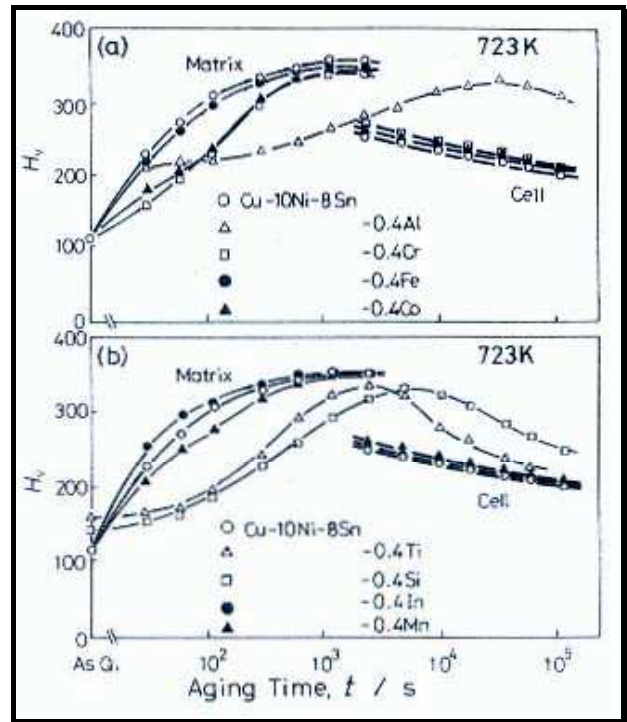 400
(a)
723K
Matrix
300
Hv
200
Cell
○ Cu-10Ni-8Sn
△ -0.4Al
□ -0.4Cr
● -0.4Fe
▲ -0.4Co
100
0
400
(b)
723K
Matrix
300
Hv
200
Cell
○ Cu-10Ni-8Sn
△ -0.4Ti
□ -0.4Si
● -0.4In
▲ -0.4Mn
100
0
As Q. 10² 10³ 10⁴ 10⁵
Aging Time, t / s